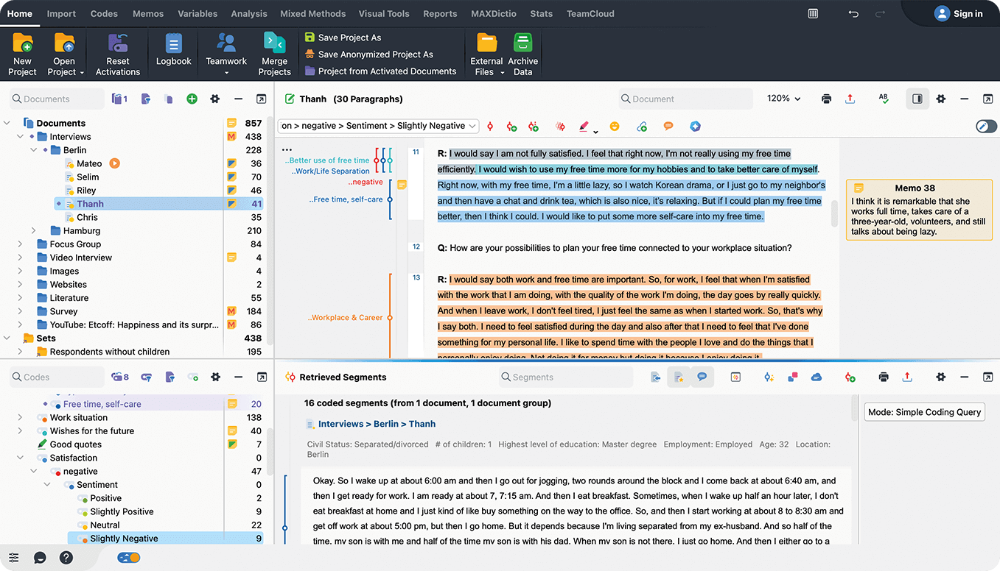 Home Import Codes Memos Variables Analysis Mixed Methods Visual Tools Reports MAXDictio Stats TeamCloud Sign in
New Project
Open Project
Reset Activations
Logbook
Teamwork
Merge Projects
Save Project As
Save Anonymized Project As
Project from Activated Documents
External Files
Archive Data
Documents 1
Documents 857
Interviews M 438
Berlin 228
Mateo 36
Selim 70
Riley 46
Thanh 41
Chris 35
Hamburg 210
Focus Group 84
Video Interview 4
Images 4
Websites 2
Literature 55
Survey M 184
YouTube: Etcoff: Happiness and its surpr... M 86
Sets 438
Respondents without children 195
Thanh (30 Paragraphs)
Document
120%
AB
on > negative > Sentiment > Slightly Negative
...
..Better use of free time
..Work/Life Separation
..negative
..Free time, self-care
..Workplace & Career
11
R: I would say I am not fully satisfied. I feel that right now, I'm not really using my free time
efficiently. I would wish to use my free time more for my hobbies and to take better care of myself.
Right now, with my free time, I'm a little lazy, so I watch Korean drama, or I just go to my neighbor's
and then have a chat and drink tea, which is also nice, it's relaxing. But if I could plan my free time
better, then I think I could. I would like to put some more self-care into my free time.
12
Q: How are your possibilities to plan your free time connected to your workplace situation?
13
R: I would say both work and free time are important. So, for work, I feel that when I'm satisfied
with the work that I am doing, with the quality of the work I'm doing, the day goes by really quickly.
And when I leave work, I don't feel tired, I just feel the same as when I started work. So, that's why
I say both. I need to feel satisfied during the day and also after that I need to feel that I've done
something for my personal life. I like to spend time with the people I love and do the things that I
personally enjoy doing. Not doing it for money but doing it because I enjoy doing it.
Memo 38
I think it is remarkable that she
works full time, takes care of a
three-year-old, volunteers, and still
talks about being lazy.
Codes 8
Free time, self-care 20
Work situation 138
Wishes for the future 40
Good quotes 7
Satisfaction 0
negative 47
Sentiment 0
Positive 2
Slightly Positive 9
Neutral 22
Slightly Negative 9
Retrieved Segments
Segments
16 coded segments (from 1 document, 1 document group)
Interviews > Berlin > Thanh
Civil Status: Separated/divorced # of children: 1 Highest level of education: Master degree Employment: Employed Age: 32 Location:
Berlin
Okay. So I wake up at about 6:00 am and then I go out for jogging, two rounds around the block and I come back at about 6:40 am, and
then I get ready for work. I am ready at about 7, 7:15 am. And then I eat breakfast. Sometimes, when I wake up half an hour later, I don't
eat breakfast at home and I just kind of like buy something on the way to the office. So, and then I start working at about 8 to 8:30 am and
get off work at about 5:00 pm, but then I go home. But it depends because I'm living separated from my ex-husband. And so half of the
time, my son is with me and half of the time my son is with his dad. When my son is not there, I just go home. And then I either go to a
Mode: Simple Coding Query
?